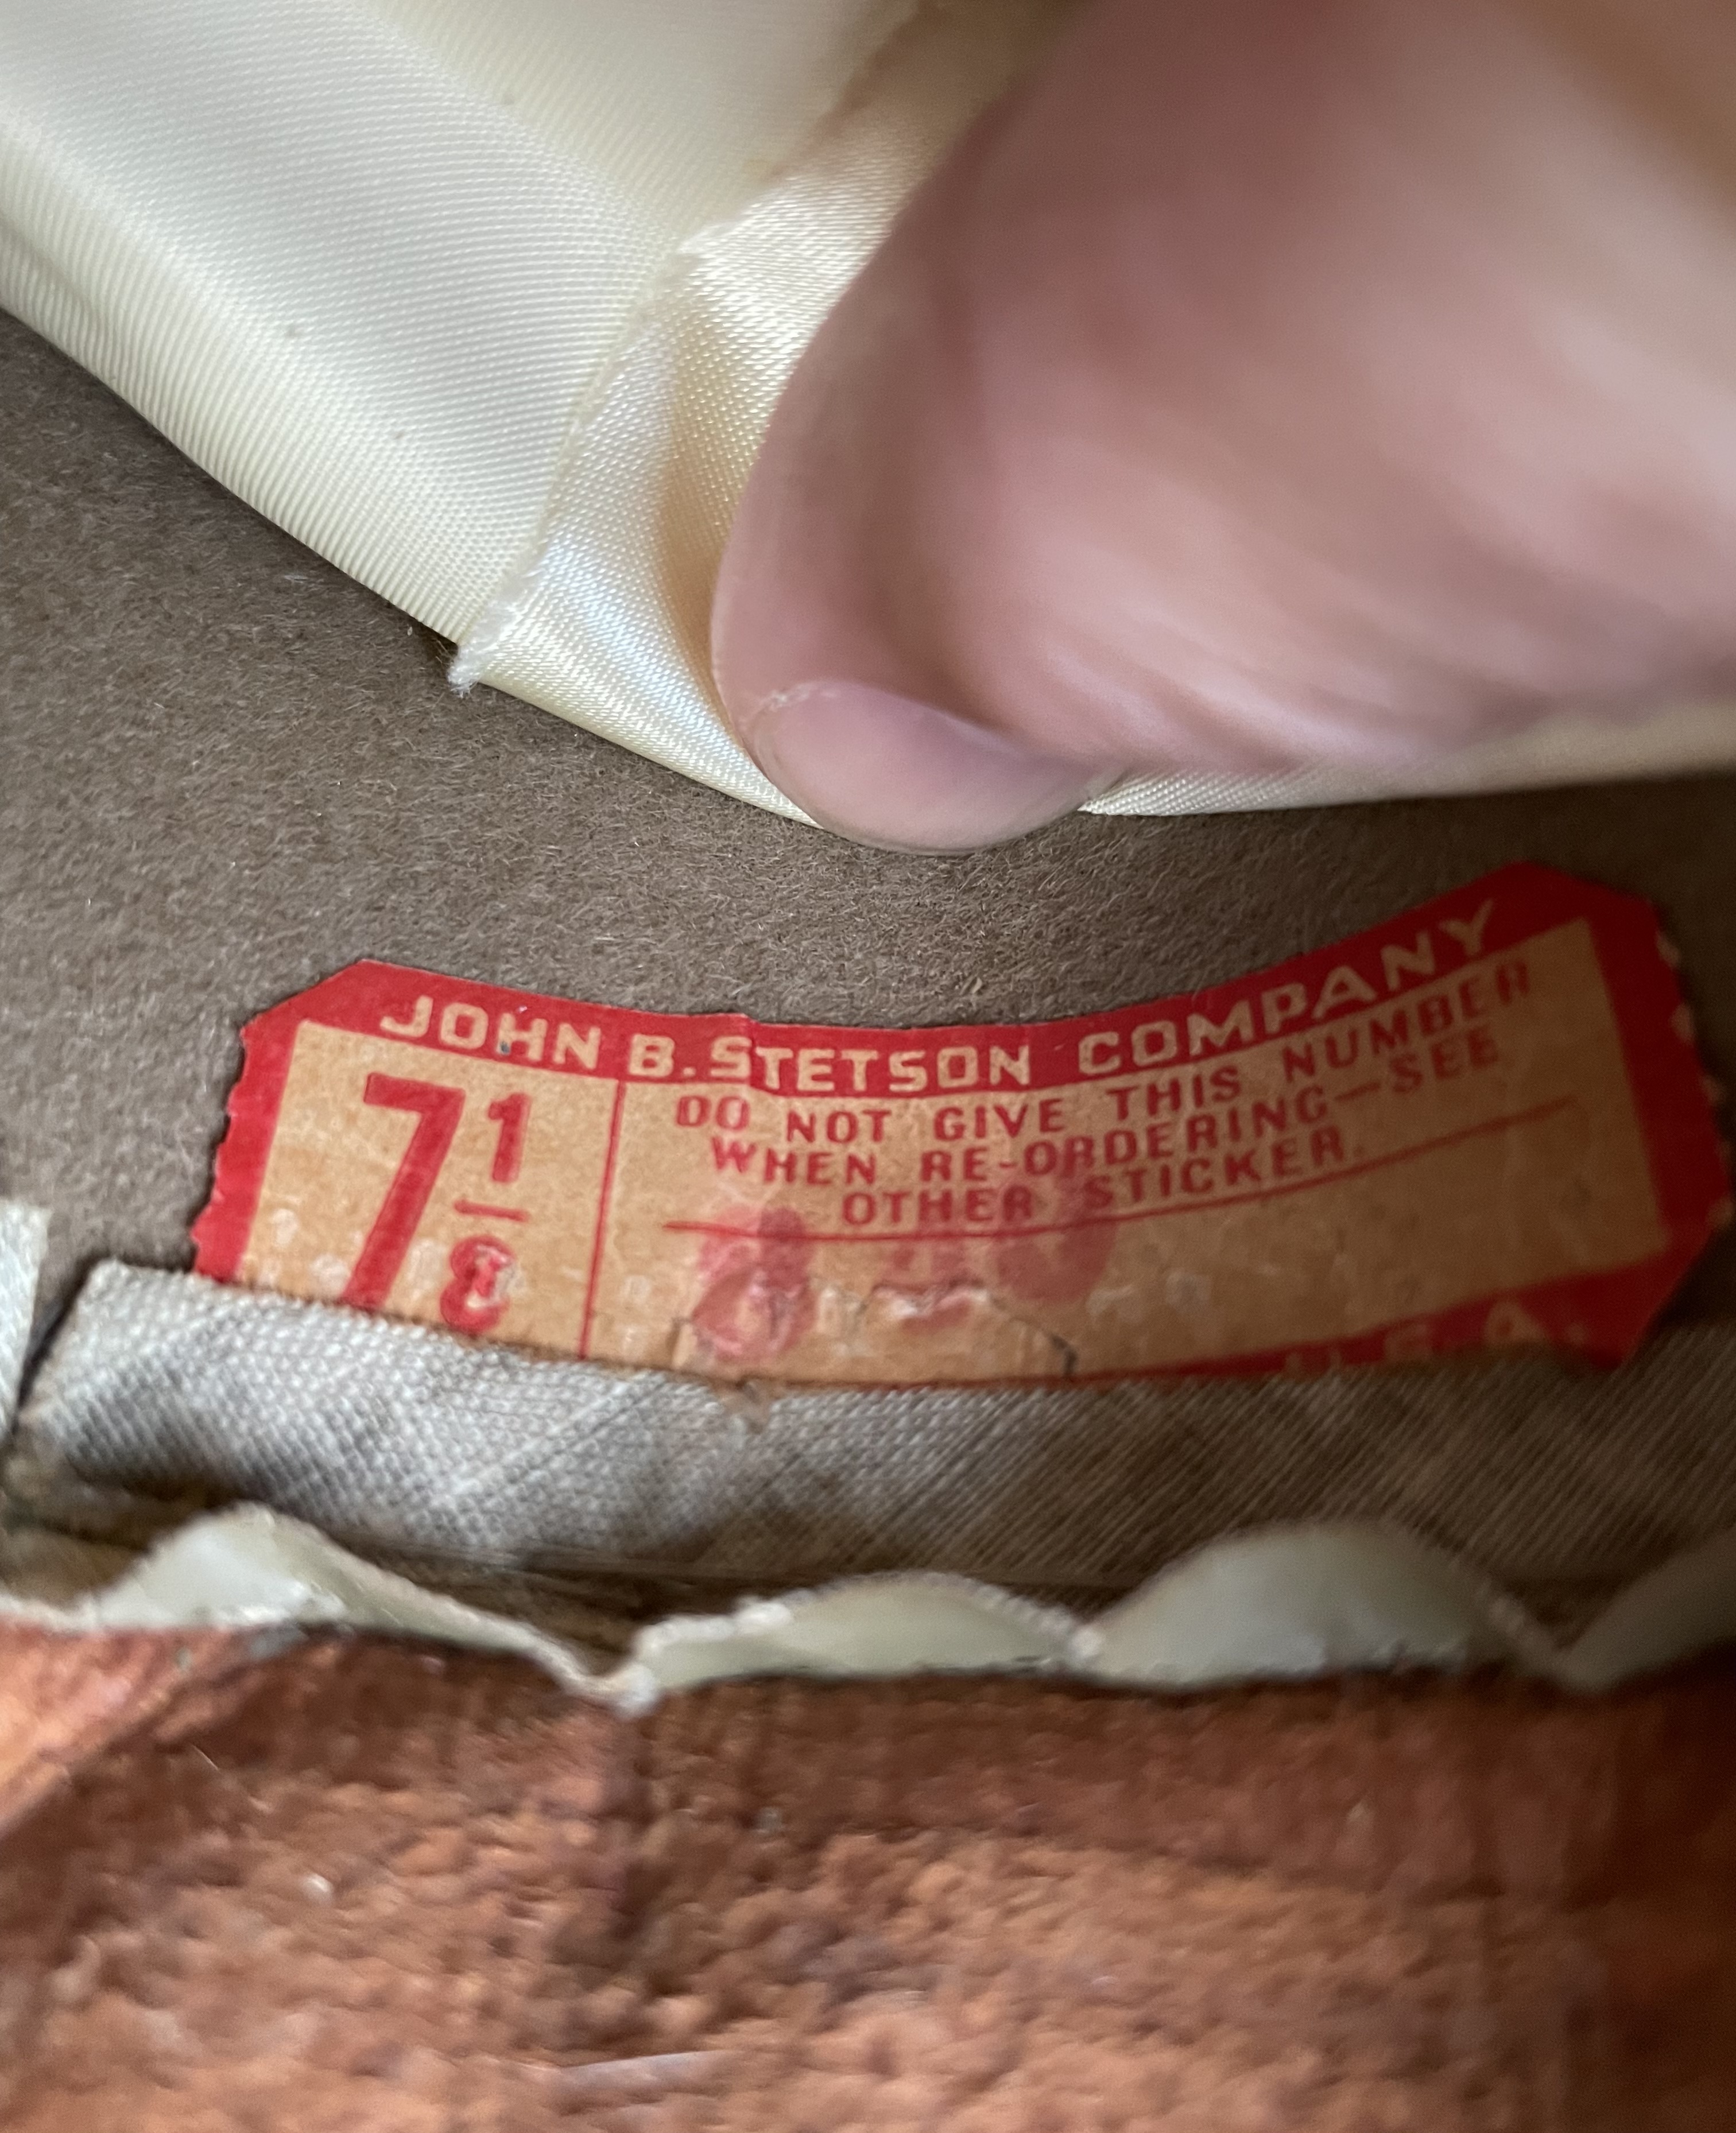 JOHN B. STETSON COMPANY
7 1/8
DO NOT GIVE THIS NUMBER
WHEN RE-ORDERING—SEE
OTHER STICKER.
U.S.A.